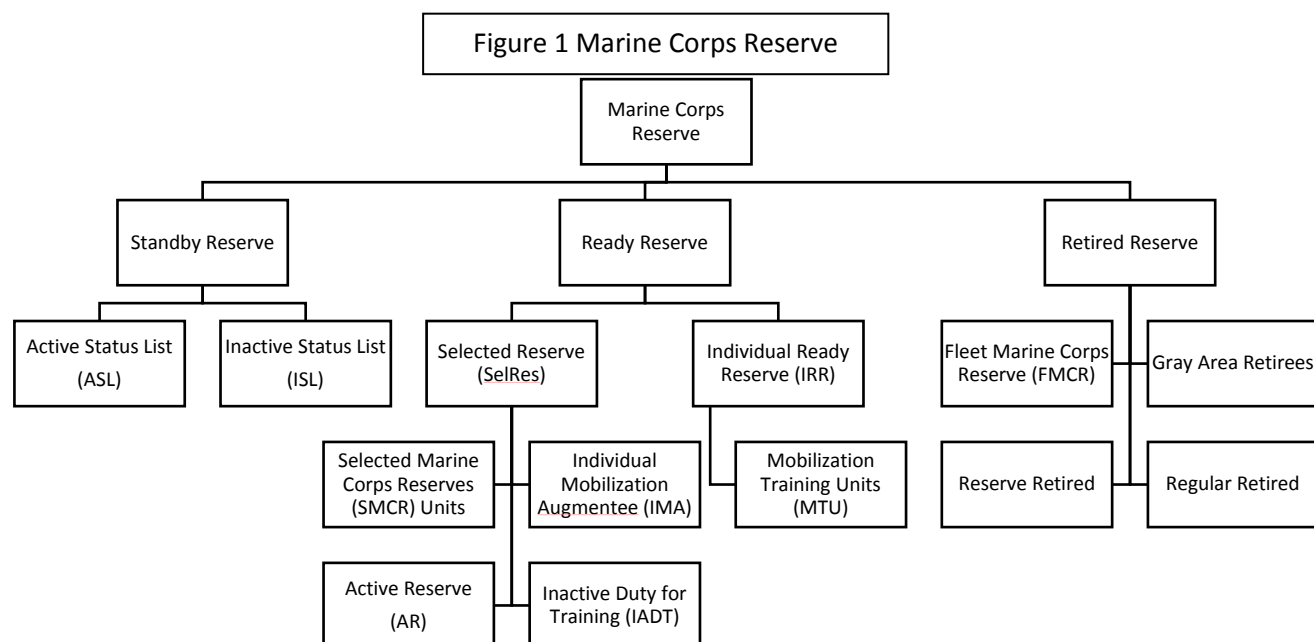 Figure 1 Marine Corps Reserve
Marine Corps
Reserve
Standby Reserve
Ready Reserve
Retired Reserve
Active Status List
(ASL)
Inactive Status List
(ISL)
Selected Reserve
(SelRes)
Individual Ready
Reserve (IRR)
Fleet Marine Corps
Reserve (FMCR)
Gray Area Retirees
Selected Marine
Corps Reserves
(SMCR) Units
Individual
Mobilization
Augmentee (IMA)
Mobilization
Training Units
(MTU)
Reserve Retired
Regular Retired
Active Reserve
(AR)
Inactive Duty for
Training (IADT)